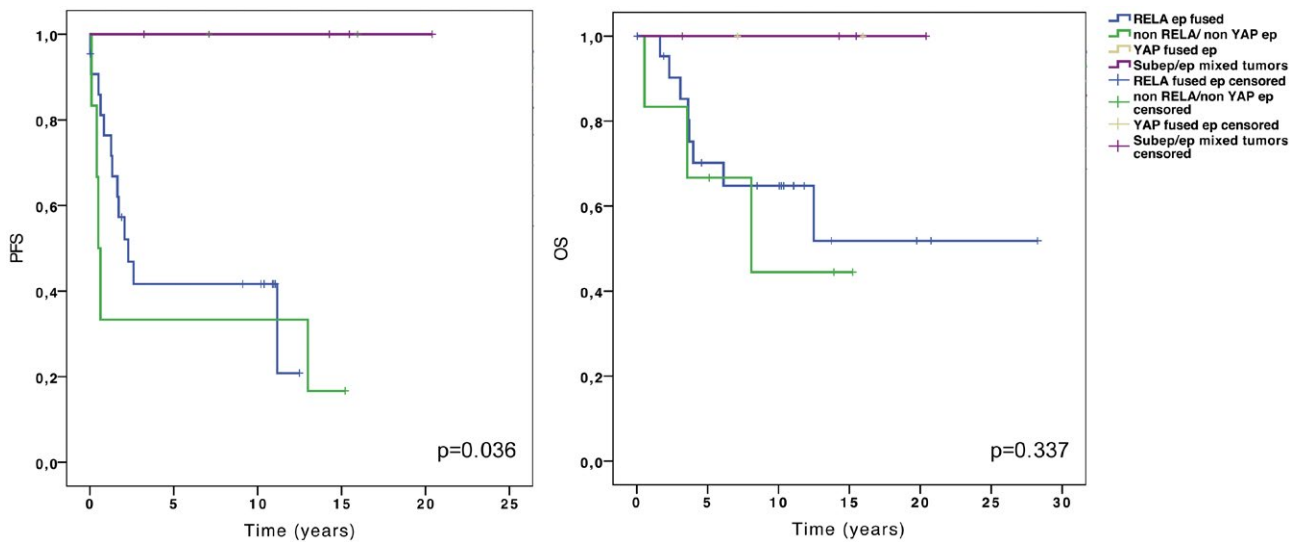 1,0
0,8
0,6
0,4
0,2
0,0
PFS
0
5
10
15
20
25
Time (years)
p=0.036
1,0
0,8
0,6
0,4
0,2
0,0
OS
0
5
10
15
20
25
30
Time (years)
p=0.337
RELA ep fused
non RELA/ non YAP ep
YAP fused ep
Subep/ep mixed tumors
RELA fused ep censored
non RELA/non YAP ep
censored
YAP fused ep censored
Subep/ep mixed tumors
censored